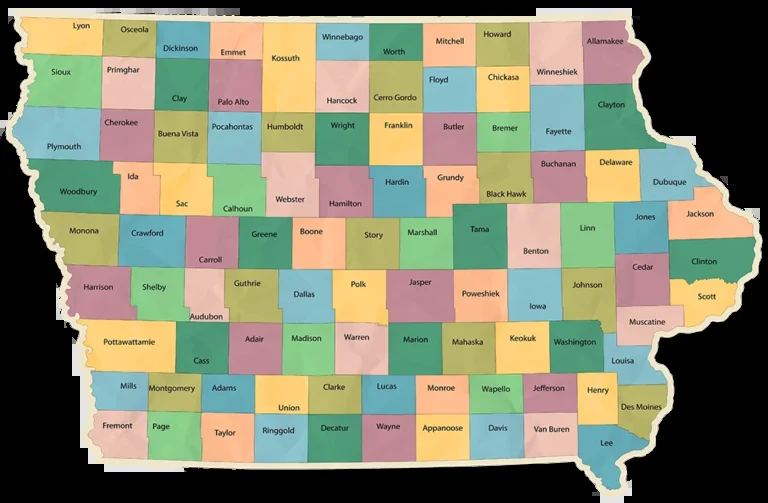 Lyon
Osceola
Dickinson
Emmet
Kossuth
Winnebago
Worth
Mitchell
Howard
Winneshiek
Allamakee
Sioux
Primghar
Clay
Palo Alto
Hancock
Cerro Gordo
Floyd
Chickasa
Clayton
Plymouth
Cherokee
Buena Vista
Pocahontas
Humboldt
Wright
Franklin
Butler
Bremer
Fayette
Woodbury
Ida
Sac
Calhoun
Webster
Hamilton
Hardin
Grundy
Black Hawk
Buchanan
Delaware
Dubuque
Monona
Crawford
Carroll
Greene
Boone
Story
Marshall
Tama
Benton
Linn
Jones
Jackson
Harrison
Shelby
Audubon
Guthrie
Dallas
Polk
Jasper
Poweshiek
Iowa
Johnson
Cedar
Clinton
Scott
Muscatine
Pottawattamie
Cass
Adair
Madison
Warren
Marion
Mahaska
Keokuk
Washington
Louisa
Mills
Montgomery
Adams
Union
Clarke
Lucas
Monroe
Wapello
Jefferson
Henry
Des Moines
Fremont
Page
Taylor
Ringgold
Decatur
Wayne
Appanoose
Davis
Van Buren
Lee